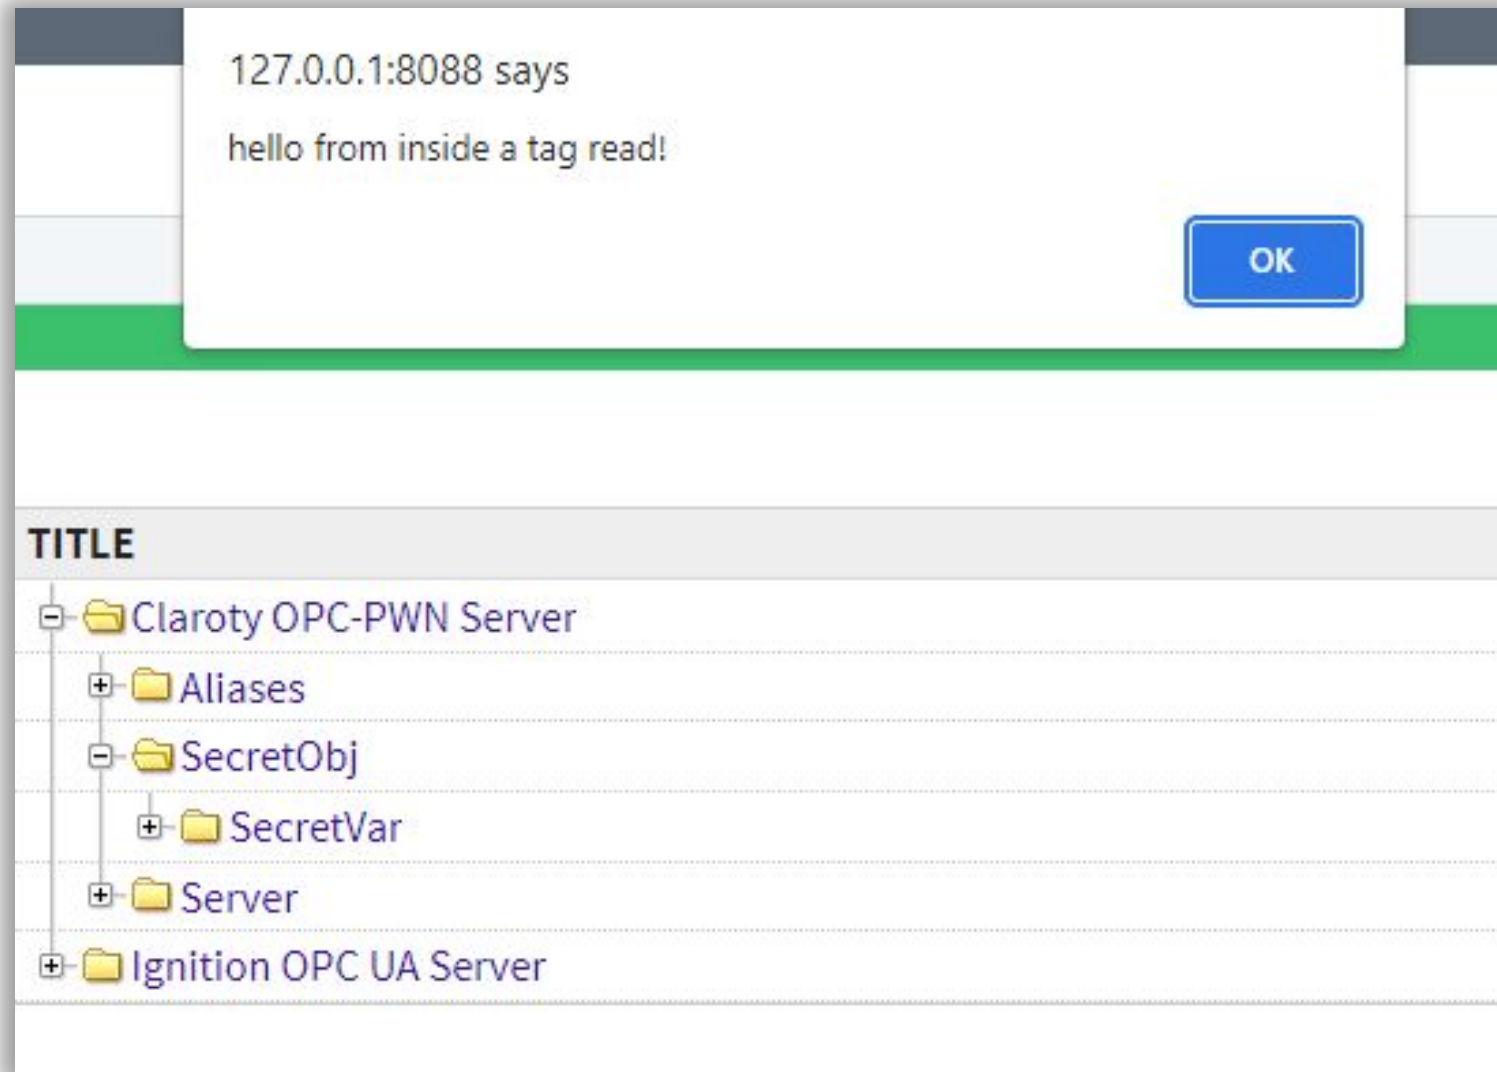 127.0.0.1:8088 says
hello from inside a tag read!
OK
TITLE
Claroty OPC-PWN Server
Aliases
SecretObj
SecretVar
Server
Ignition OPC UA Server